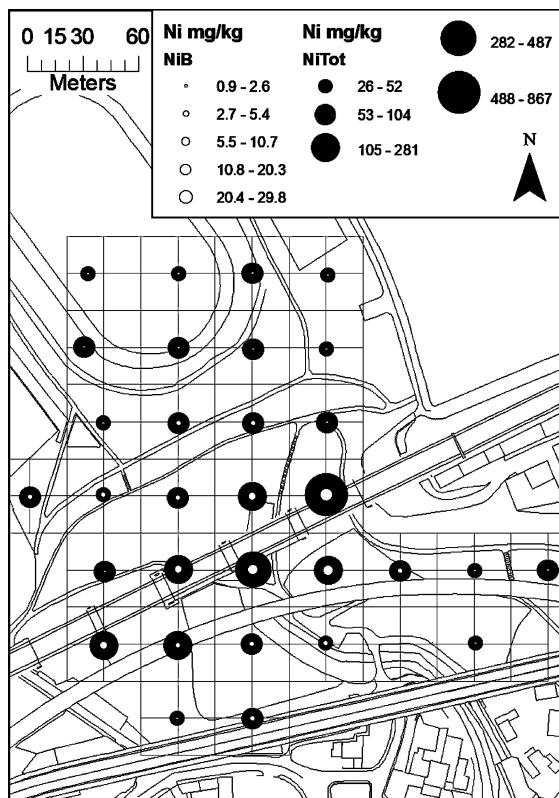 0 15 30 60
Meters
Ni mg/kg
NiB
0.9 – 2.6
2.7 – 5.4
5.5 – 10.7
10.8 – 20.3
20.4 – 29.8
Ni mg/kg
NiTot
26 – 52
53 – 104
105 – 281
282 – 487
488 – 867
N